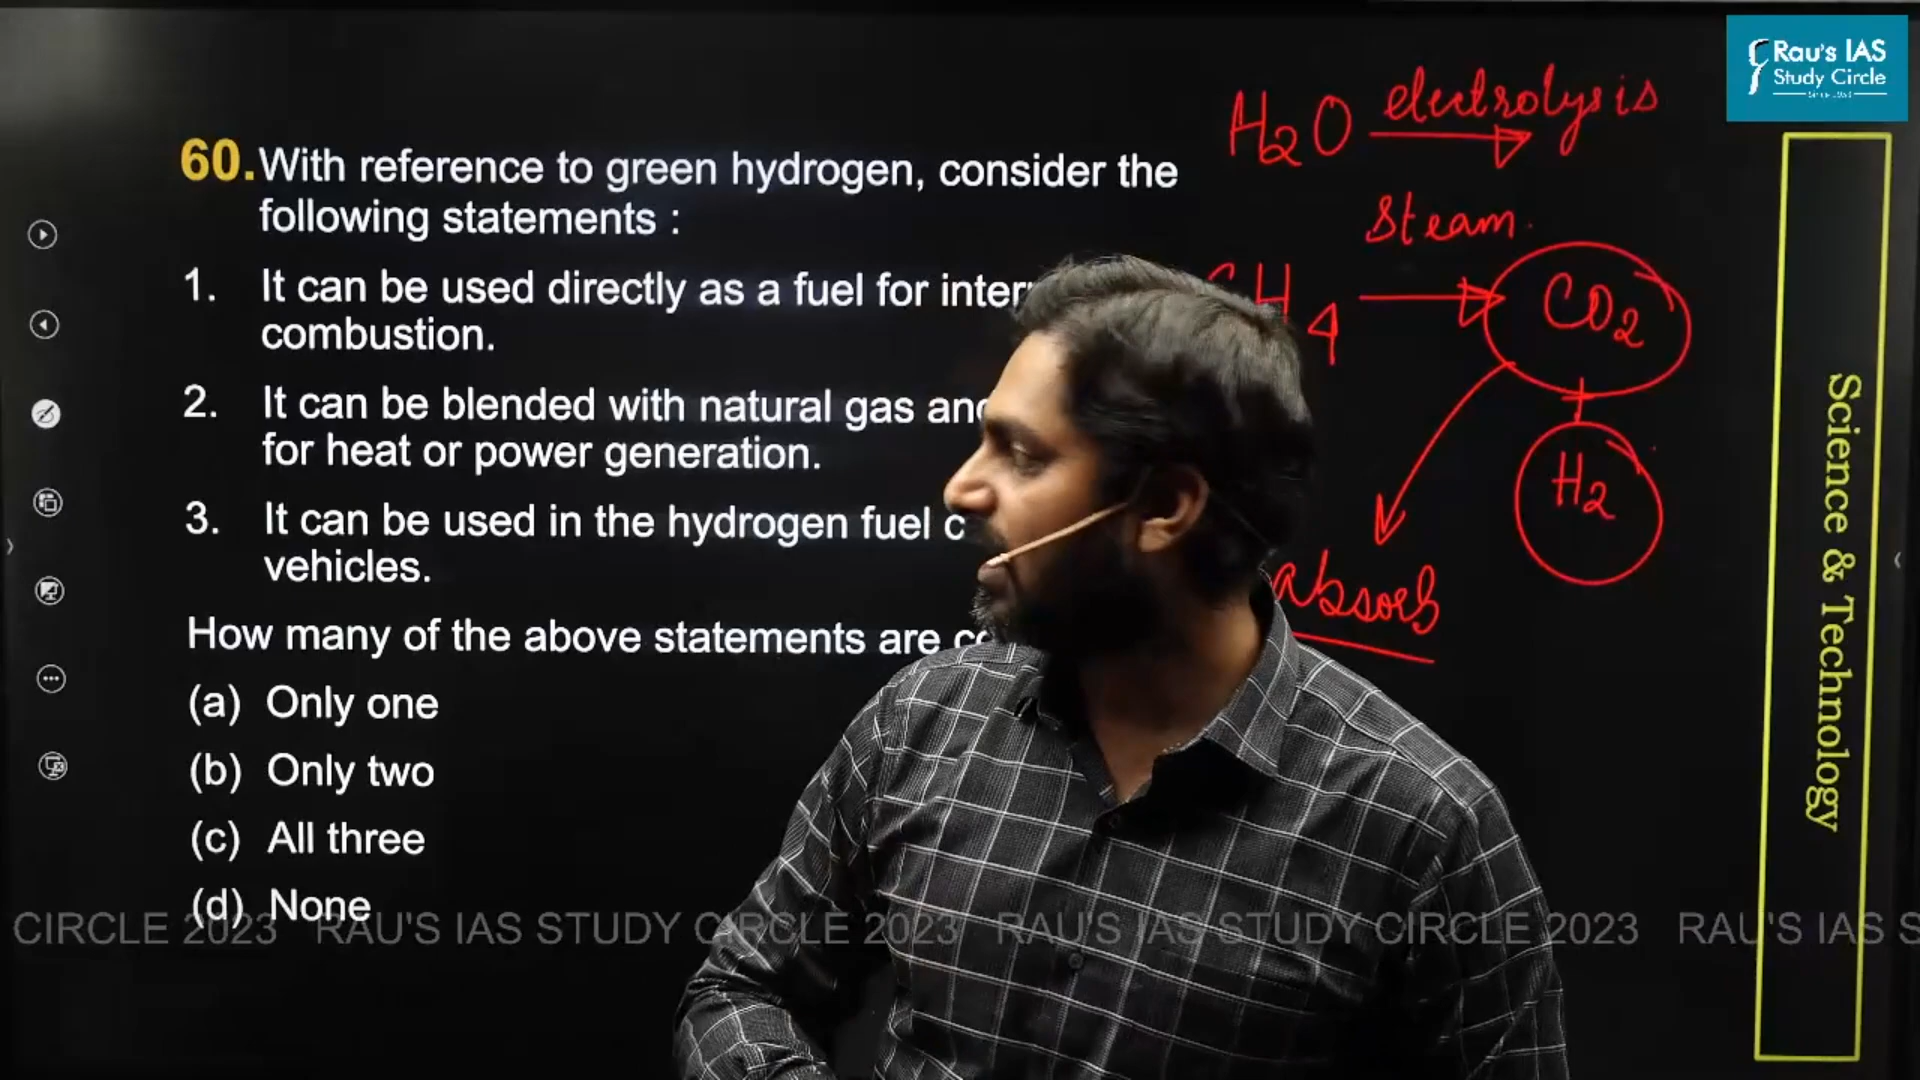 Rau's IAS
Study Circle
60. With reference to green hydrogen, consider the
following statements :
1. It can be used directly as a fuel for
combustion.
2. It can be blended with natural gas
for heat or power generation.
3. It can be used in the hydrogen fuel
vehicles.
How many of the above statements are
(a) Only one
(b) Only two
(c) All three
(d) None
H2O electrolysis
Steam
H4
CO2
+
H2
absorb
Science & Technology
CIRCLE 2023 RAU'S IAS STUDY CIRCLE 2023 RAU'S IAS STUDY CIRCLE 2023 RAU'S IAS S